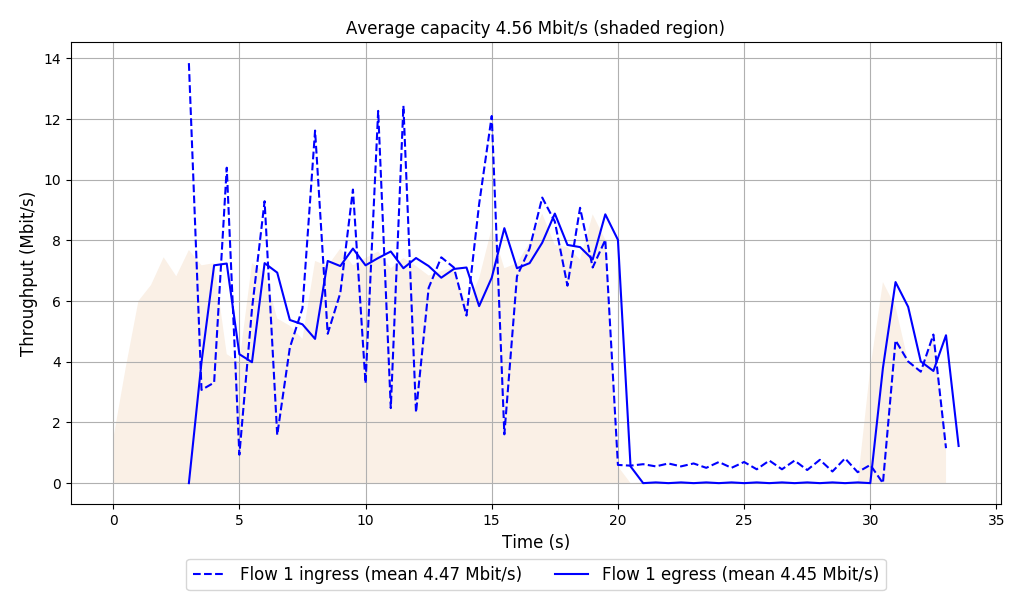 Average capacity 4.56 Mbit/s (shaded region)
Throughput (Mbit/s)
14
12
10
8
6
4
2
0
0 5 10 15 20 25 30 35
Time (s)
Flow 1 ingress (mean 4.47 Mbit/s) Flow 1 egress (mean 4.45 Mbit/s)